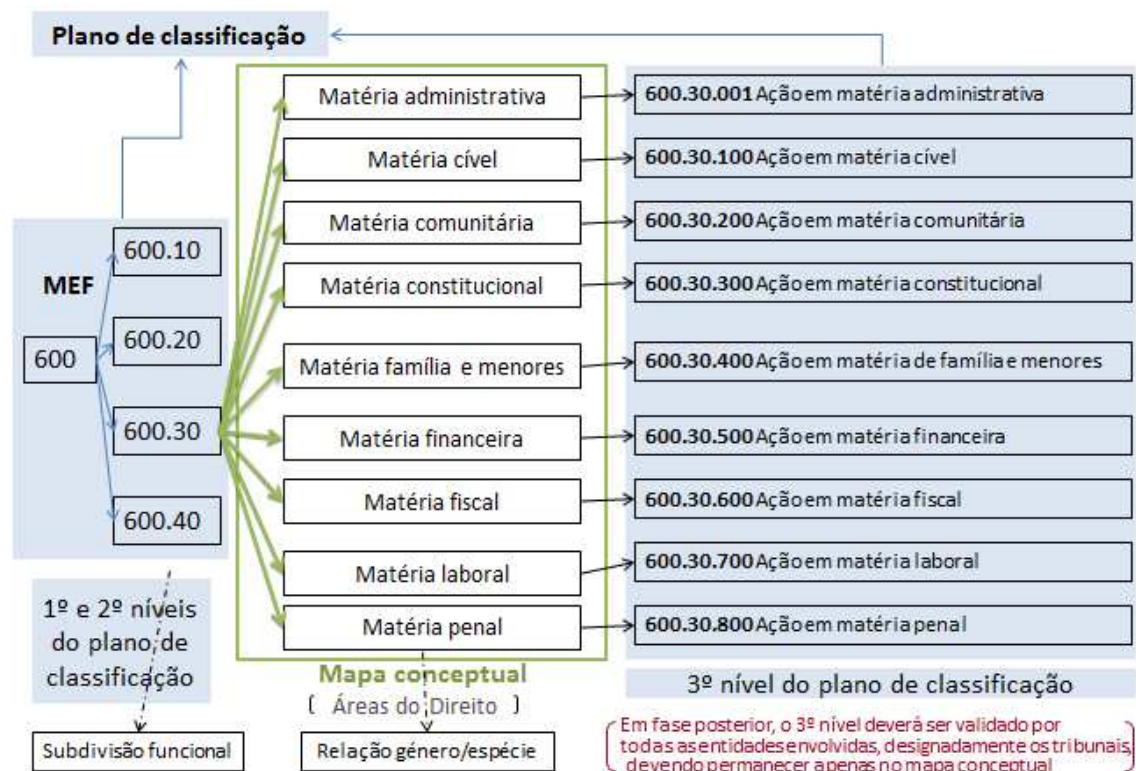 Plano de classificação
MEF
600
600.10
600.20
600.30
600.40
1º e 2º níveis
do plano de
classificação
Subdivisão funcional
Matéria administrativa
Matéria cível
Matéria comunitária
Matéria constitucional
Matéria família e menores
Matéria financeira
Matéria fiscal
Matéria laboral
Matéria penal
Mapa conceptual
( Áreas do Direito )
Relação género/espécie
600.30.001 Ação em matéria administrativa
600.30.100 Ação em matéria cível
600.30.200 Ação em matéria comunitária
600.30.300 Ação em matéria constitucional
600.30.400 Ação em matéria de família e menores
600.30.500 Ação em matéria financeira
600.30.600 Ação em matéria fiscal
600.30.700 Ação em matéria laboral
600.30.800 Ação em matéria penal
3º nível do plano de classificação
Em fase posterior, o 3º nível deverá ser validado por
todas as entidades envolvidas, designadamente os tribunais,
devendo permanecer apenas no mapa conceptual